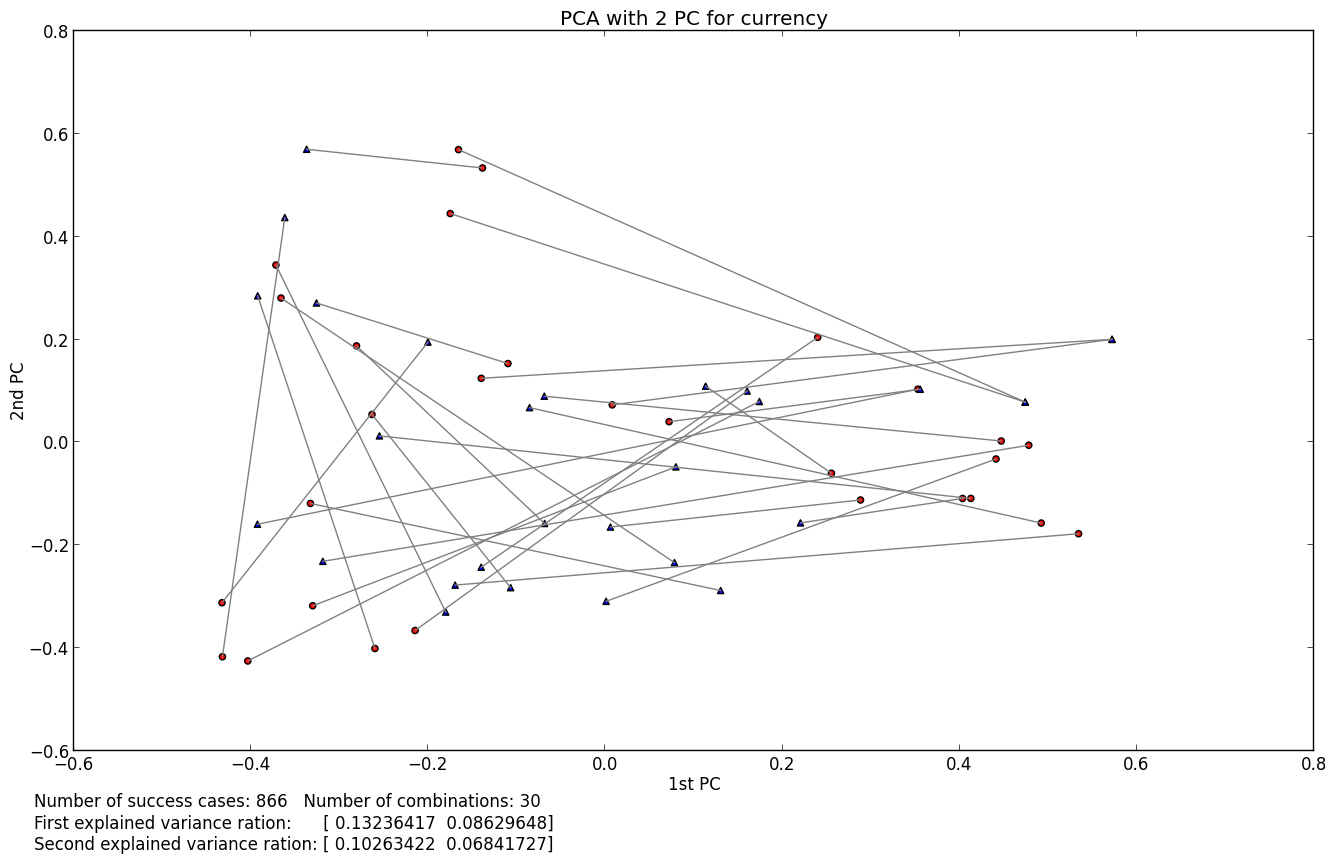 PCA with 2 PC for currency
0.8
0.6
0.4
0.2
0.0
−0.2
−0.4
−0.6
2nd PC
−0.6 −0.4 −0.2 0.0 0.2 0.4 0.6 0.8
1st PC
Number of success cases: 866 Number of combinations: 30
First explained variance ration: [ 0.13236417 0.08629648]
Second explained variance ration: [ 0.10263422 0.06841727]